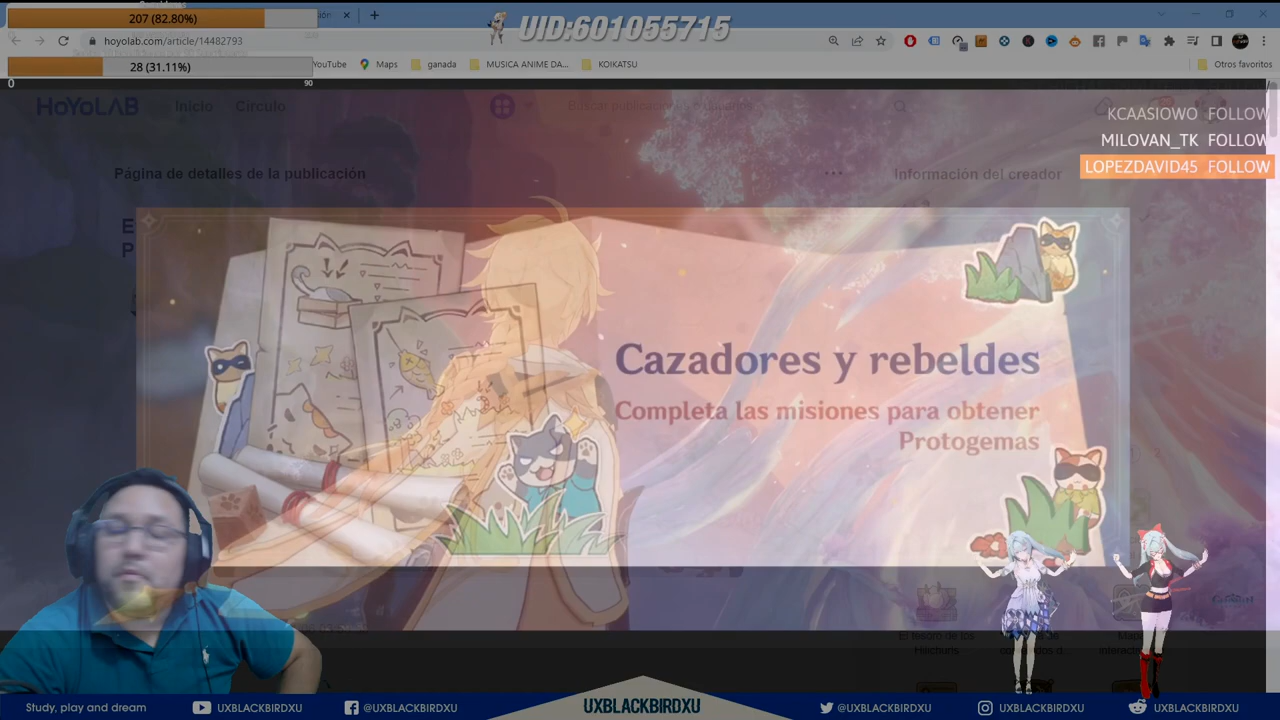 207 (82.80%)
UID:601055715
hoyolab.com/article/14482793
28 (31.11%)
YouTube Maps ganada MUSICA ANIME DA... KOIKATSU Otros favoritos
0 90
HoYoLAB Inicio Círculo
KCAASIOWO FOLLOW
MILOVAN_TK FOLLOW
LOPEZDAVID45 FOLLOW
Página de detalles de la publicación
Información del creador
Cazadores y rebeldes
Completa las misiones para obtener
Protogemas
El tesoro de los
Hilichurls
Study, play and dream UXBLACKBIRDXU @UXBLACKBIRDXU UXBLACKBIRDXU @UXBLACKBIRDXU UXBLACKBIRDXU UXBLACKBIRDXU